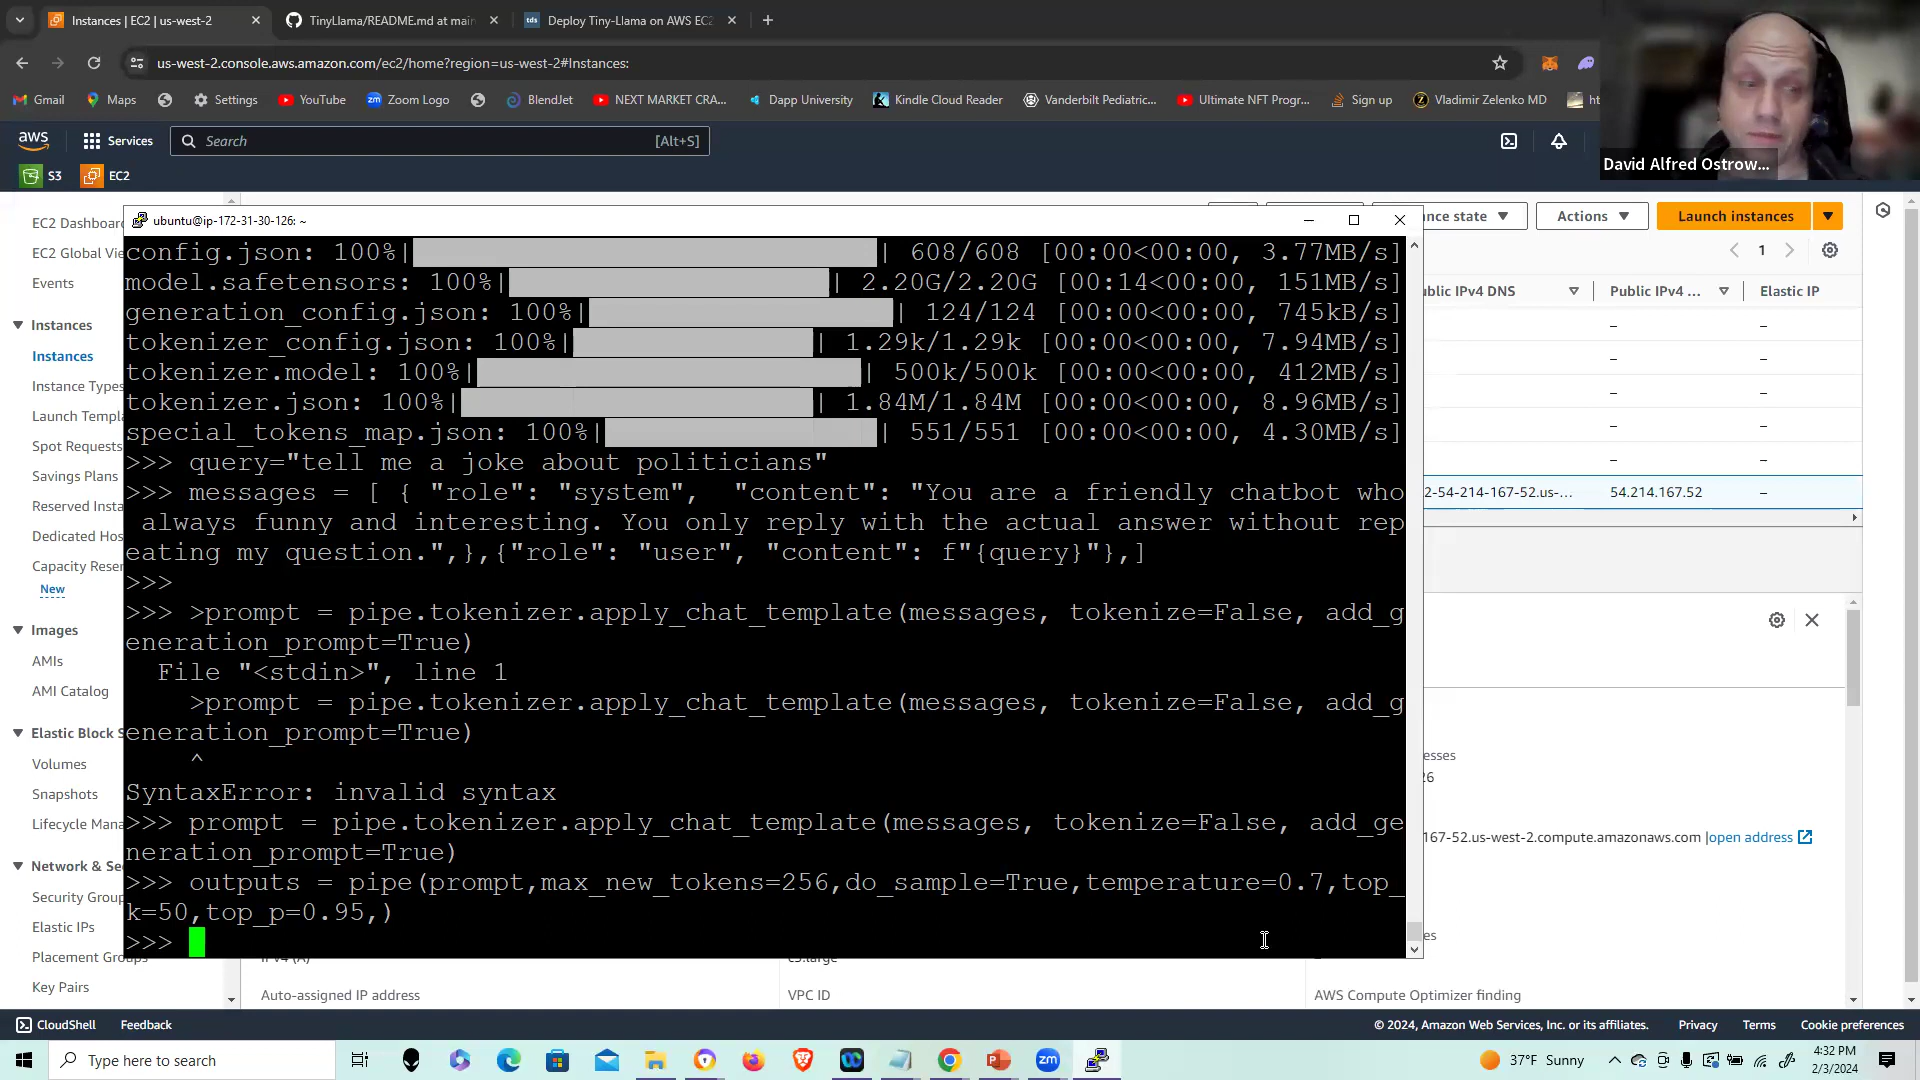 Instances | EC2 | us-west-2
TinyLlama/README.md at main
tds
Deploy Tiny-Llama on AWS EC2
us-west-2.console.aws.amazon.com/ec2/home?region=us-west-2#Instances:
Gmail
Maps
Settings
YouTube
Zoom Logo
BlendJet
NEXT MARKET CRA...
Dapp University
Kindle Cloud Reader
Vanderbilt Pediatric...
Ultimate NFT Progr...
Sign up
Vladimir Zelenko MD
ht
David Alfred Ostrow...
aws
Services
Search
[Alt+S]
S3
EC2
EC2 Dashboar
EC2 Global Vie
Events
Instances
Instances
Instance Types
Launch Templa
Spot Requests
Savings Plans
Reserved Insta
Dedicated Hos
Capacity Reser
New
Images
AMIs
AMI Catalog
Elastic Block S
Volumes
Snapshots
Lifecycle Mana
Network & Sec
Security Group
Elastic IPs
Placement Groups
Key Pairs
ubuntu@ip-172-31-30-126: ~
config.json: 100%| | 608/608 [00:00<00:00, 3.77MB/s]
model.safetensors: 100%| | 2.20G/2.20G [00:14<00:00, 151MB/s]
generation_config.json: 100%| | 124/124 [00:00<00:00, 745kB/s]
tokenizer_config.json: 100%| | 1.29k/1.29k [00:00<00:00, 7.94MB/s]
tokenizer.model: 100%| | 500k/500k [00:00<00:00, 412MB/s]
tokenizer.json: 100%| | 1.84M/1.84M [00:00<00:00, 8.96MB/s]
special_tokens_map.json: 100%| | 551/551 [00:00<00:00, 4.30MB/s]
>>> query="tell me a joke about politicians"
>>> messages = [ { "role": "system",  "content": "You are a friendly chatbot who
 always funny and interesting. You only reply with the actual answer without rep
eating my question.",},{"role": "user", "content": f"{query}"},]
>>>
>>> >prompt = pipe.tokenizer.apply_chat_template(messages, tokenize=False, add_g
eneration_prompt=True)
  File "<stdin>", line 1
    >prompt = pipe.tokenizer.apply_chat_template(messages, tokenize=False, add_g
eneration_prompt=True)
    ^
SyntaxError: invalid syntax
>>> prompt = pipe.tokenizer.apply_chat_template(messages, tokenize=False, add_ge
neration_prompt=True)
>>> outputs = pipe(prompt,max_new_tokens=256,do_sample=True,temperature=0.7,top_
k=50,top_p=0.95,)
>>>
nce state
Actions
Launch instances
1
ublic IPv4 DNS
Public IPv4 ...
Elastic IP
– –
– –
– –
– –
– –
2-54-214-167-52.us-...
54.214.167.52
–
esses
26
167-52.us-west-2.compute.amazonaws.com |open address
es
Auto-assigned IP address
VPC ID
AWS Compute Optimizer finding
CloudShell
Feedback
© 2024, Amazon Web Services, Inc. or its affiliates.
Privacy
Terms
Cookie preferences
Type here to search
zm
37°F Sunny
4:32 PM
2/3/2024